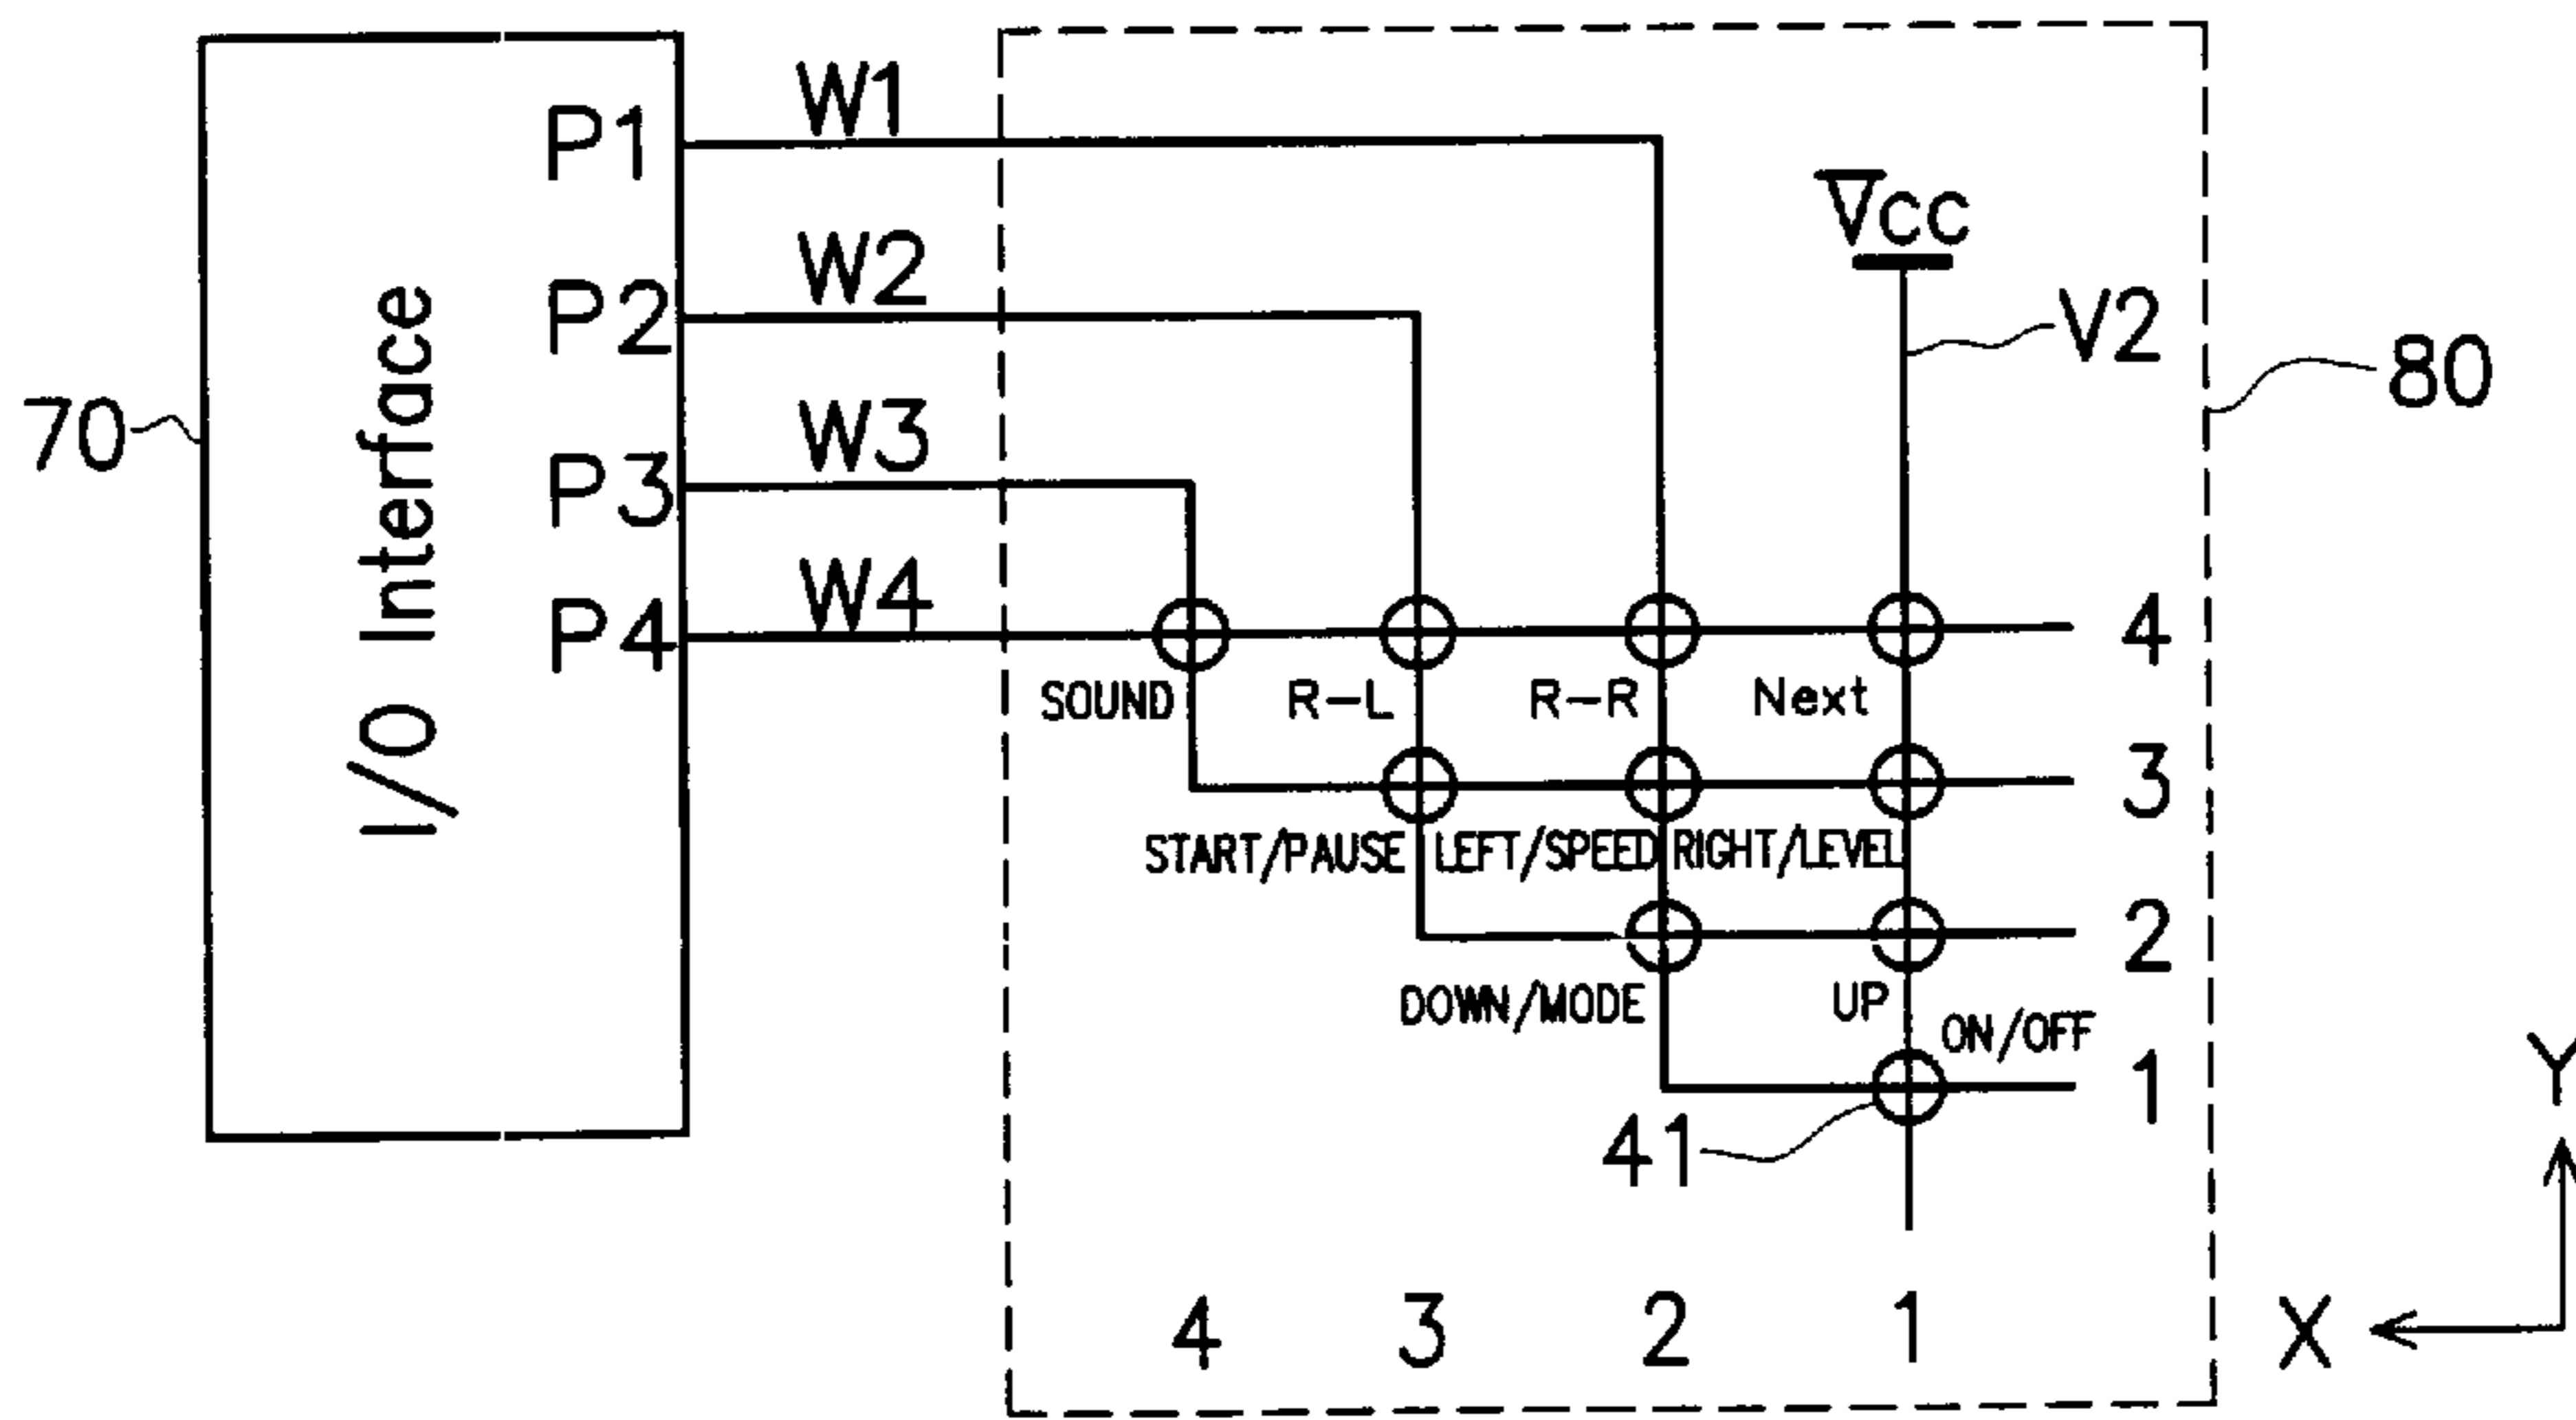 P1
W1
Vcc
P2
W2
V2
80
70
P3
W3
I/O Interface
P4
W4
4
SOUND
R-L
R-R
Next
3
START/PAUSE
LEFT/SPEED
RIGHT/LEVEL
2
DOWN/MODE
UP
ON/OFF
1
41
Y
4
3
2
1
X